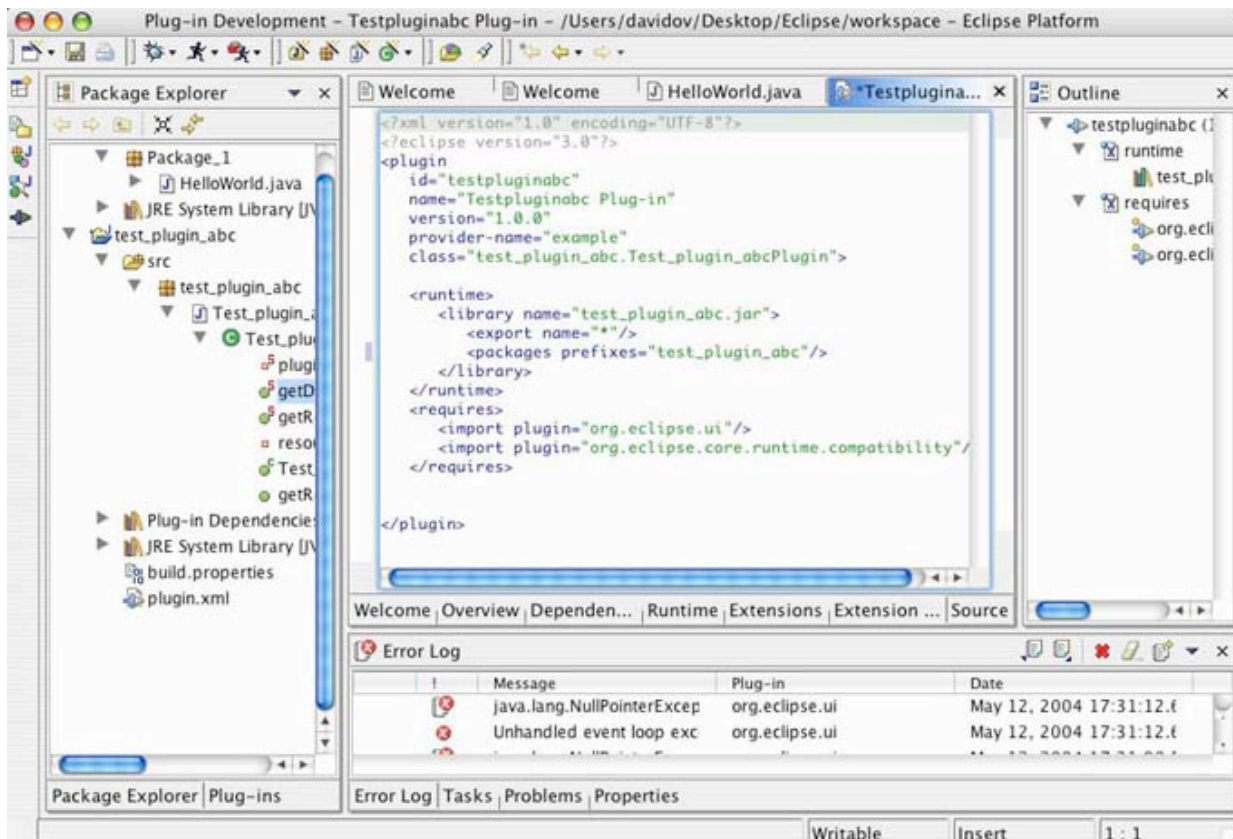 Plug-in Development - Testpluginabc Plug-in - /Users/davidov/Desktop/Eclipse/workspace - Eclipse Platform
Package Explorer
Package_1
HelloWorld.java
JRE System Library [JV
test_plugin_abc
src
test_plugin_abc
Test_plugin_a
Test_plu
plugi
getD
getR
reso
Test_
getR
Plug-in Dependencies
JRE System Library [JV
build.properties
plugin.xml
Package Explorer
Plug-ins
Welcome
Welcome
HelloWorld.java
*Testplugina...
<?xml version="1.0" encoding="UTF-8"?>
<?eclipse version="3.0"?>
<plugin
id="testpluginabc"
name="Testpluginabc Plug-in"
version="1.0.0"
provider-name="example"
class="test_plugin_abc.Test_plugin_abcPlugin">
<runtime>
<library name="test_plugin_abc.jar">
<export name="*"/>
<packages prefixes="test_plugin_abc"/>
</library>
</runtime>
<requires>
<import plugin="org.eclipse.ui"/>
<import plugin="org.eclipse.core.runtime.compatibility"/
</requires>
</plugin>
Welcome
Overview
Dependen...
Runtime
Extensions
Extension ...
Source
Outline
testpluginabc (1
runtime
test_plu
requires
org.ecli
org.ecli
Error Log
! Message Plug-in Date
java.lang.NullPointerExcep org.eclipse.ui May 12, 2004 17:31:12.6
Unhandled event loop exc org.eclipse.ui May 12, 2004 17:31:12.6
Error Log
Tasks
Problems
Properties
Writable
Insert
1 : 1